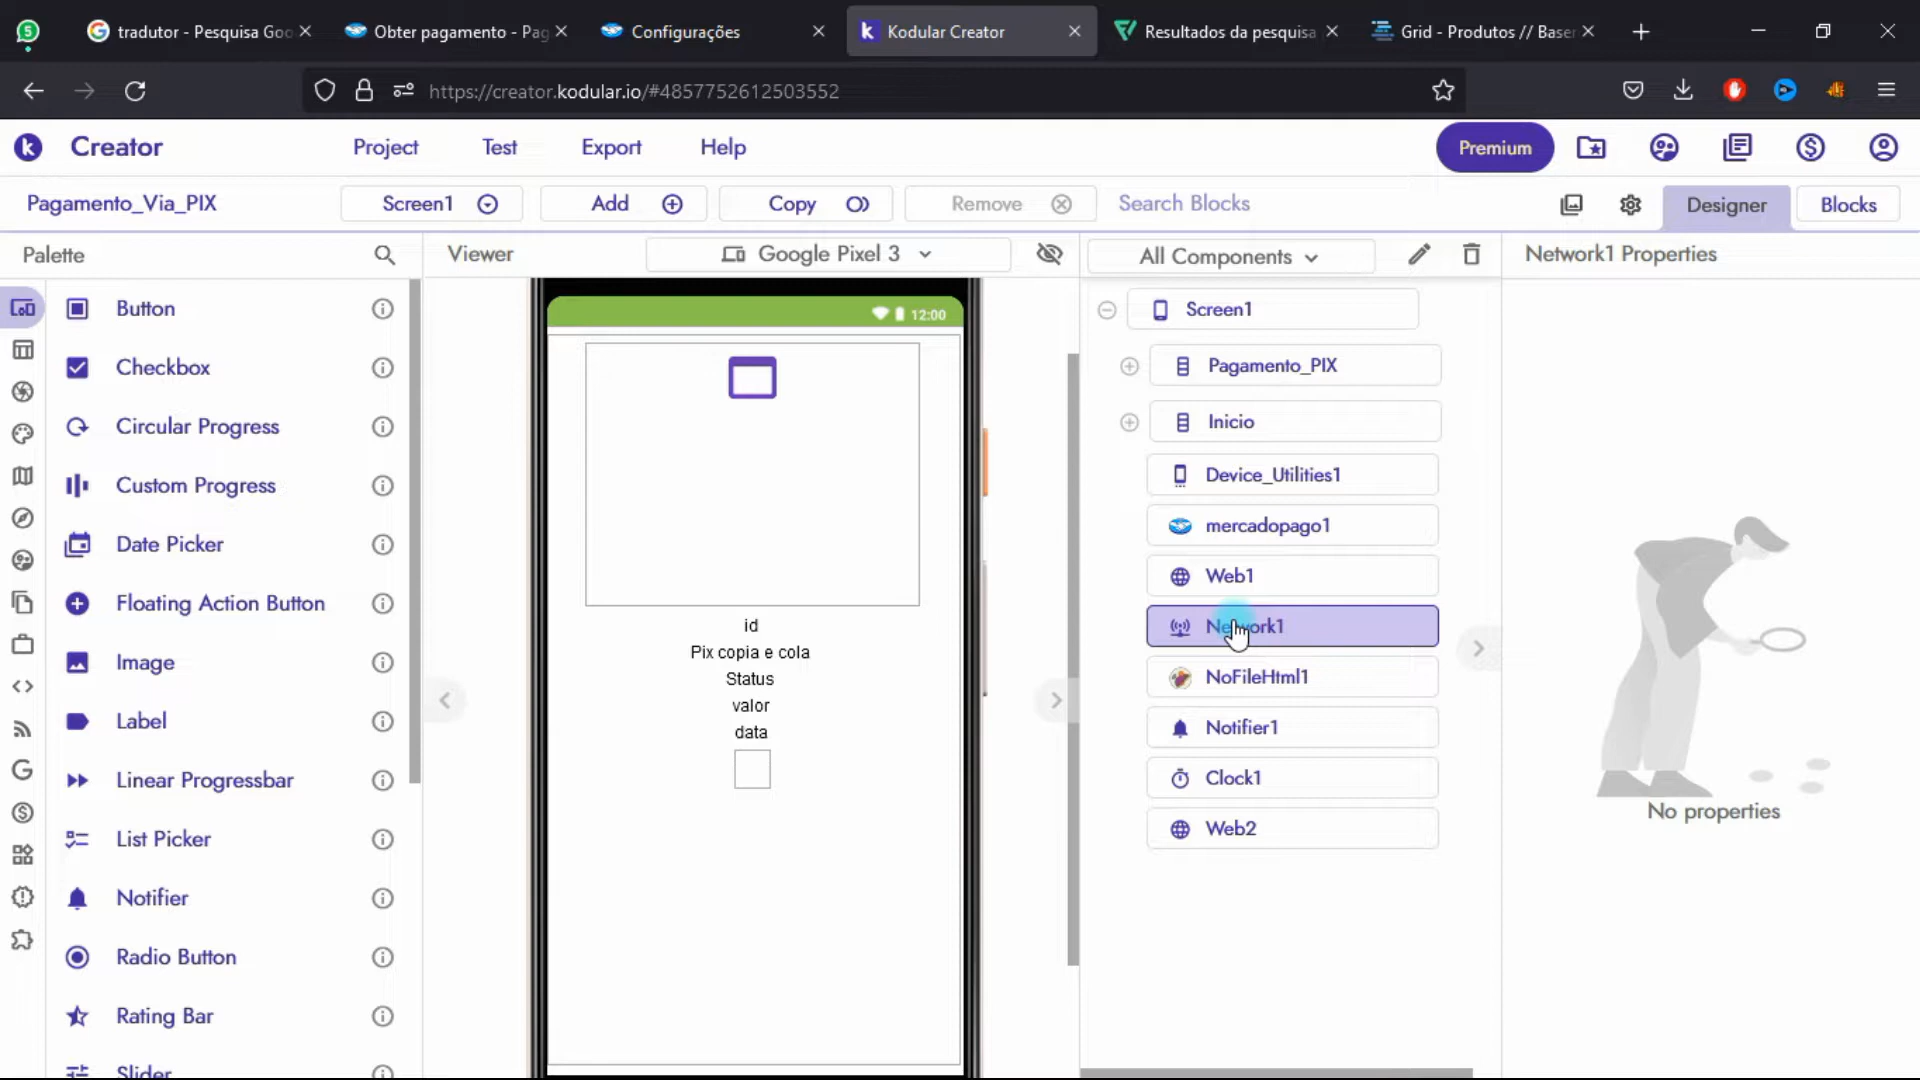 5
tradutor - Pesquisa Goo
Obter pagamento - Pag
Configurações
Kodular Creator
Resultados da pesquisa
Grid - Produtos // Baser
https://creator.kodular.io/#4857752612503552
k
Creator
Project
Test
Export
Help
Premium
Pagamento_Via_PIX
Screen1
Add
Copy
Remove
Search Blocks
Designer
Blocks
Palette
Viewer
Google Pixel 3
All Components
Network1 Properties
Button
Checkbox
Circular Progress
Custom Progress
Date Picker
Floating Action Button
Image
Label
Linear Progressbar
List Picker
Notifier
Radio Button
Rating Bar
Slider
12:00
id
Pix copia e cola
Status
valor
data
Screen1
Pagamento_PIX
Inicio
Device_Utilities1
mercadopago1
Web1
Network1
NoFileHtml1
Notifier1
Clock1
Web2
No properties